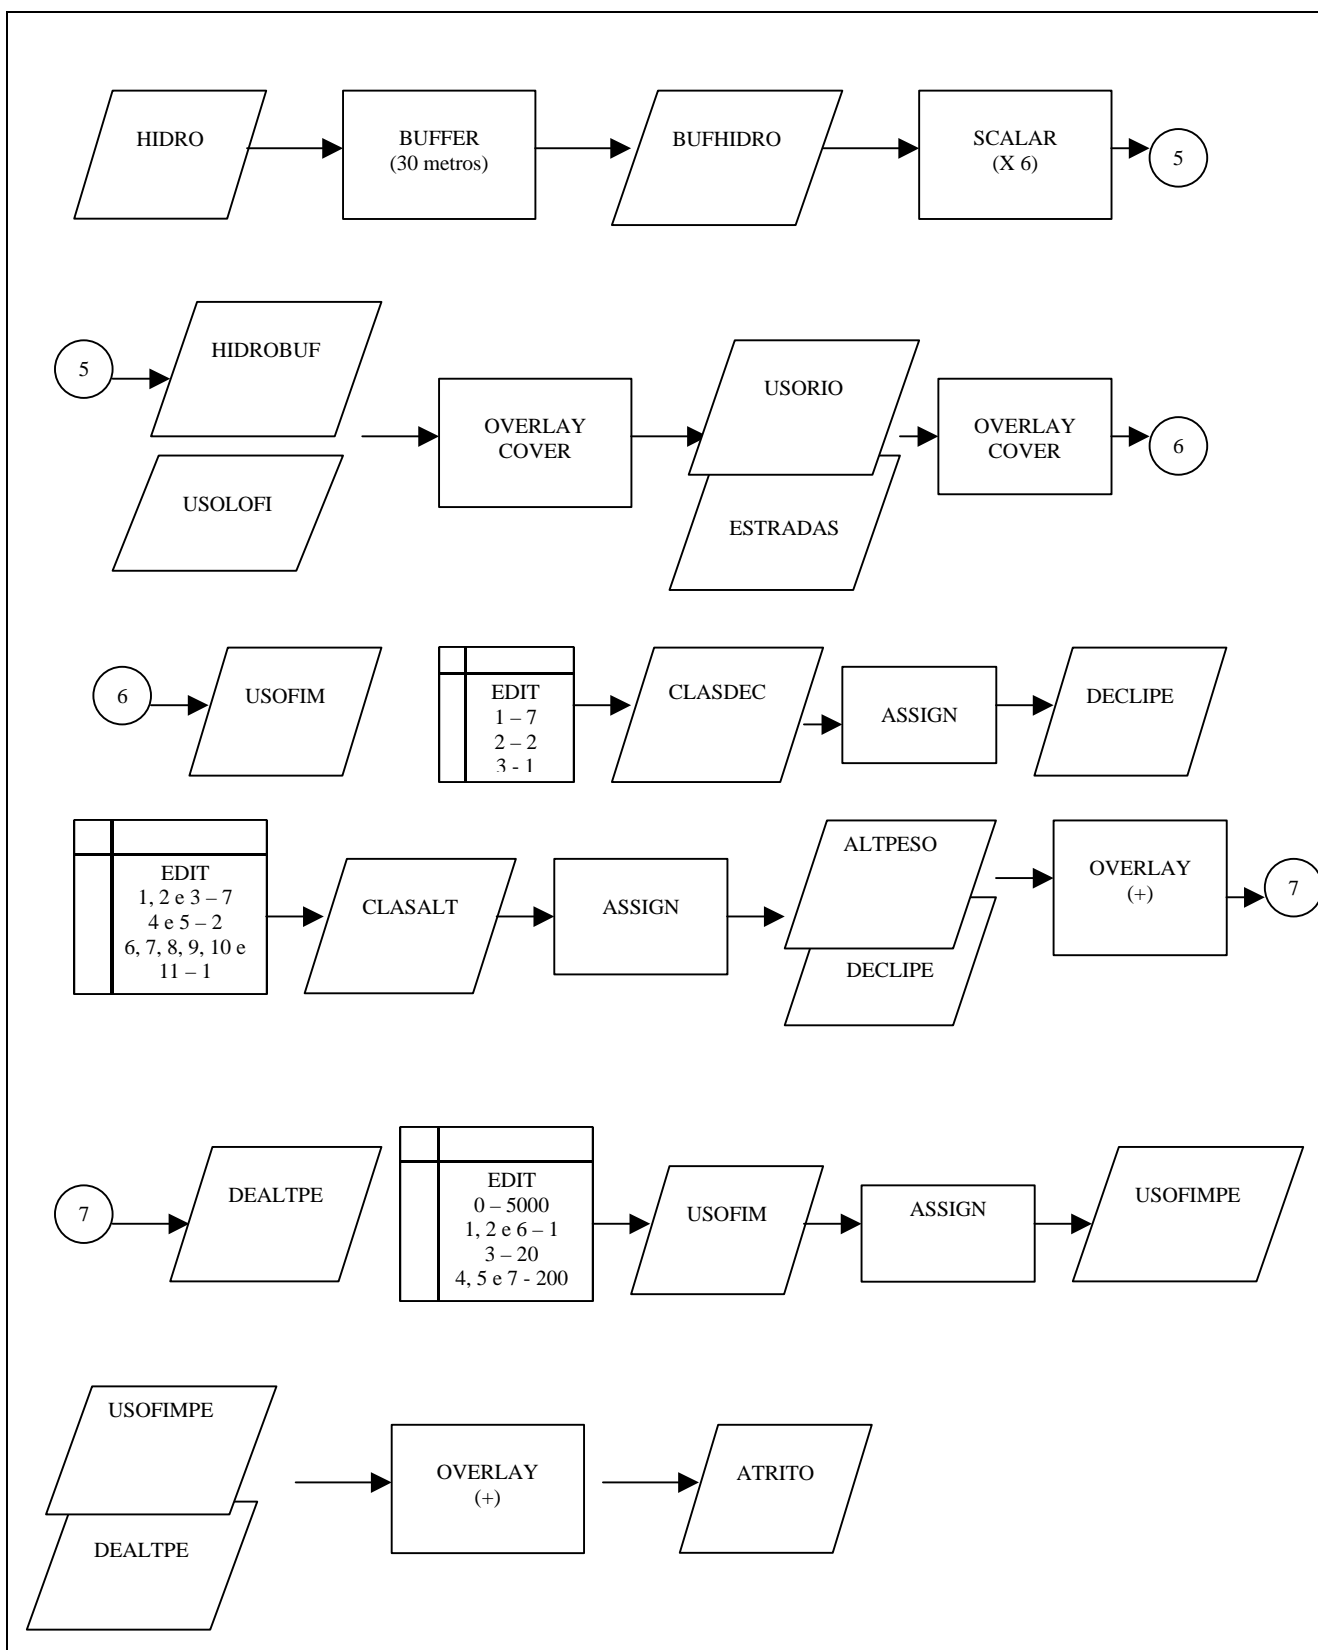 HIDRO
BUFFER
(30 metros)
BUFHIDRO
SCALAR
(X 6)
5
5
HIDROBUF
USOLOFI
OVERLAY
COVER
USORIO
ESTRADAS
OVERLAY
COVER
6
6
USOFIM
EDIT
1 – 7
2 – 2
3 - 1
CLASDEC
ASSIGN
DECLIPE
EDIT
1, 2 e 3 – 7
4 e 5 – 2
6, 7, 8, 9, 10 e
11 – 1
CLASALT
ASSIGN
ALTPESO
DECLIPE
OVERLAY
(+)
7
7
DEALTPE
EDIT
0 – 5000
1, 2 e 6 – 1
3 – 20
4, 5 e 7 - 200
USOFIM
ASSIGN
USOFIMPE
USOFIMPE
DEALTPE
OVERLAY
(+)
ATRITO